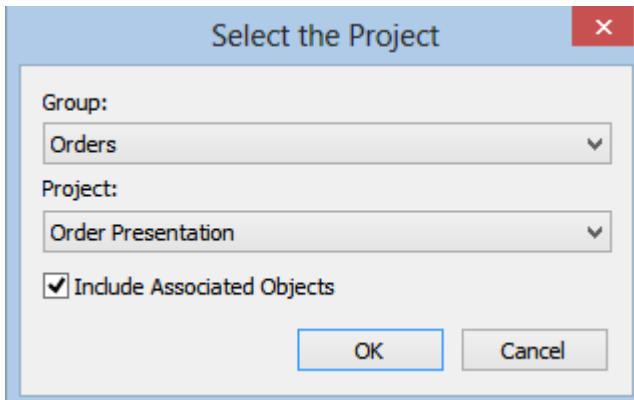 Select the Project
Group:
Orders
Project:
Order Presentation
Include Associated Objects
OK Cancel